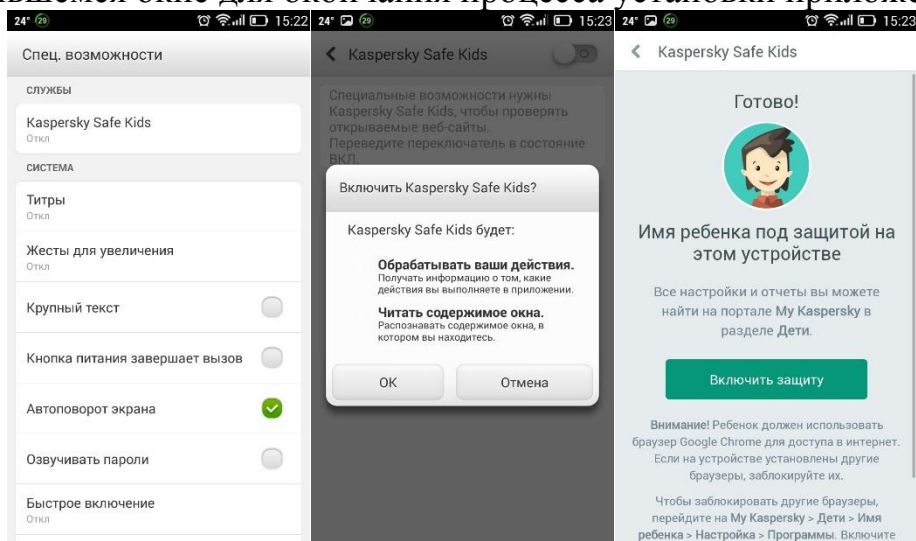 вшемся окне для окончания процесса установки прилож
24° 29 15:22
Спец. возможности
СЛУЖБЫ
Kaspersky Safe Kids
Откл
СИСТЕМА
Титры
Откл
Жесты для увеличения
Откл
Крупный текст
Кнопка питания завершает вызов
Автоповорот экрана
Озвучивать пароли
Быстрое включение
Откл
24° 29 15:23
Kaspersky Safe Kids
Специальные возможности нужны
Kaspersky Safe Kids, чтобы проверять
открываемые веб-сайты.
Переведите переключатель в состояние
ВКЛ.
Включить Kaspersky Safe Kids?
Kaspersky Safe Kids будет:
Обрабатывать ваши действия.
Получать информацию о том, какие
действия вы выполняете в приложении.
Читать содержимое окна.
Распознавать содержимое окна, в
котором вы находитесь.
ОК
Отмена
24° 29 15:23
Kaspersky Safe Kids
Готово!
Имя ребенка под защитой на
этом устройстве
Все настройки и отчеты вы можете
найти на портале My Kaspersky в
разделе Дети.
Включить защиту
Внимание! Ребенок должен использовать
браузер Google Chrome для доступа в интернет.
Если на устройстве установлены другие
браузеры, заблокируйте их.
Чтобы заблокировать другие браузеры,
перейдите на My Kaspersky > Дети > Имя
ребенка > Настройка > Программы. Включите